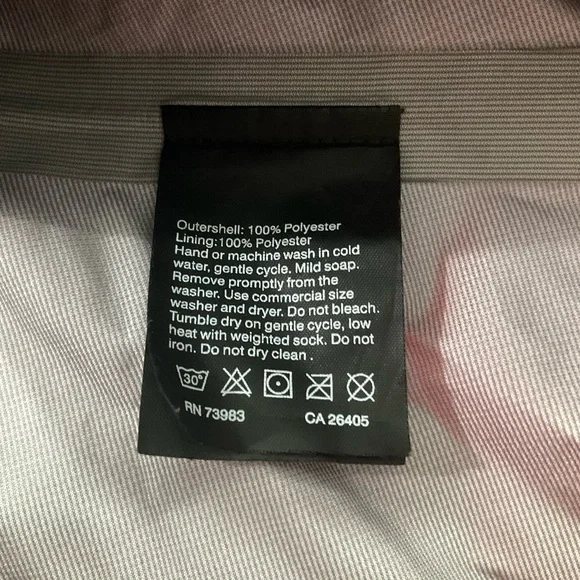 Outershell: 100% Polyester
Lining:100% Polyester
Hand or machine wash in cold
water, gentle cycle. Mild soap.
Remove promptly from the
washer. Use commercial size
washer and dryer. Do not bleach.
Tumble dry on gentle cycle, low
heat with weighted sock. Do not
iron. Do not dry clean .
30°
RN 73983 CA 26405